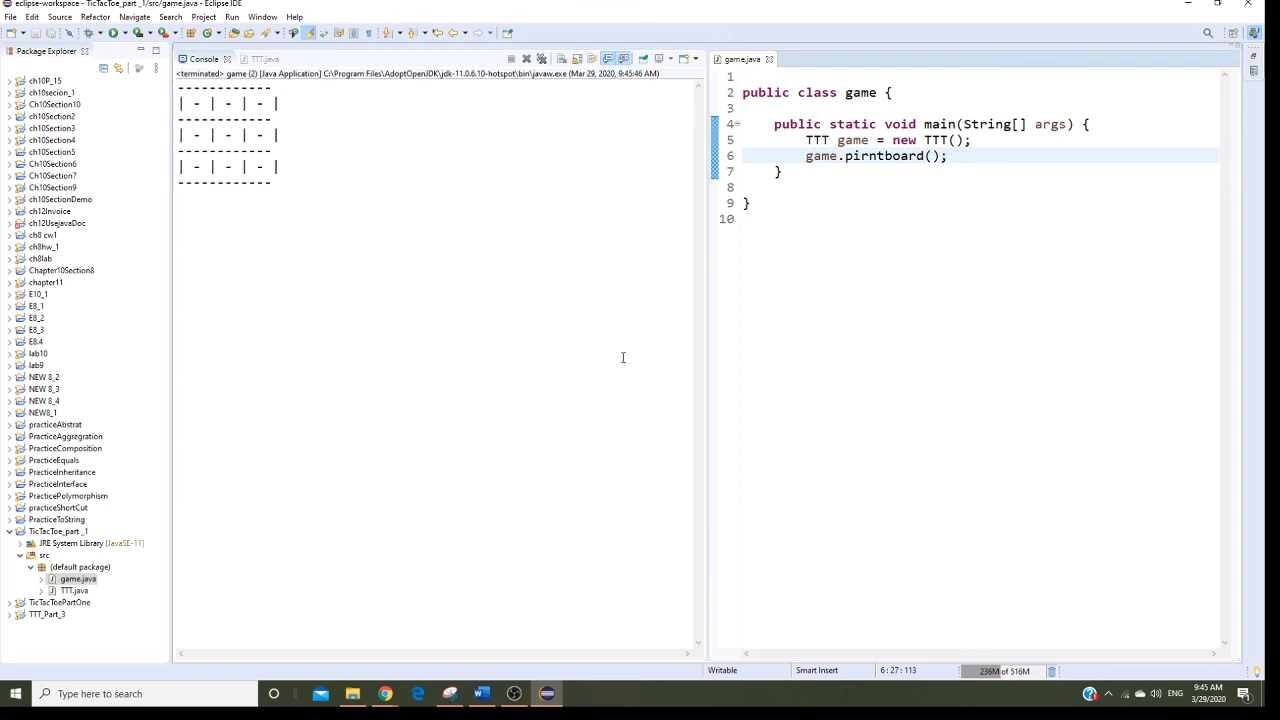 eclipse-workspace - TicTacToe_part _1/src/game.java - Eclipse IDE
File Edit Source Refactor Navigate Search Project Run Window Help
Package Explorer
Console
TTT.java
game.java
<terminated> game (2) [Java Application] C:\Program Files\AdoptOpenJDK\jdk-11.0.6.10-hotspot\bin\javaw.exe (Mar 29, 2020, 9:45:46 AM)
ch10P_15
ch10secion_1
Ch10Section10
ch10Section2
ch10Section3
ch10Section4
ch10Section5
Ch10Section6
Ch10Section7
Ch10Section9
ch10SectionDemo
ch12Invoice
ch12UsejavaDoc
ch8 cw1
ch8hw_1
ch8lab
Chapter10Section8
chapter11
E10_1
E8_1
E8_2
E8_3
E8.4
lab10
lab9
NEW 8_2
NEW 8_3
NEW 8_4
NEW8_1
practiceAbstrat
PracticeAggregration
PracticeComposition
PracticeEquals
PracticeInheritance
PracticeInterface
PracticePolymorphism
practiceShortCut
PracticeToString
TicTacToe_part _1
JRE System Library [JavaSE-11]
src
(default package)
game.java
TTT.java
TicTacToePartOne
TTT_Part_3
------------
| - | - | - |
------------
| - | - | - |
------------
| - | - | - |
------------
1
2 public class game {
3
4 public static void main(String[] args) {
5 TTT game = new TTT();
6 game.pirntboard();
7 }
8
9 }
10
Writable Smart Insert 6 : 27 : 113 236M of 516M
Type here to search
ENG
9:45 AM
3/29/2020